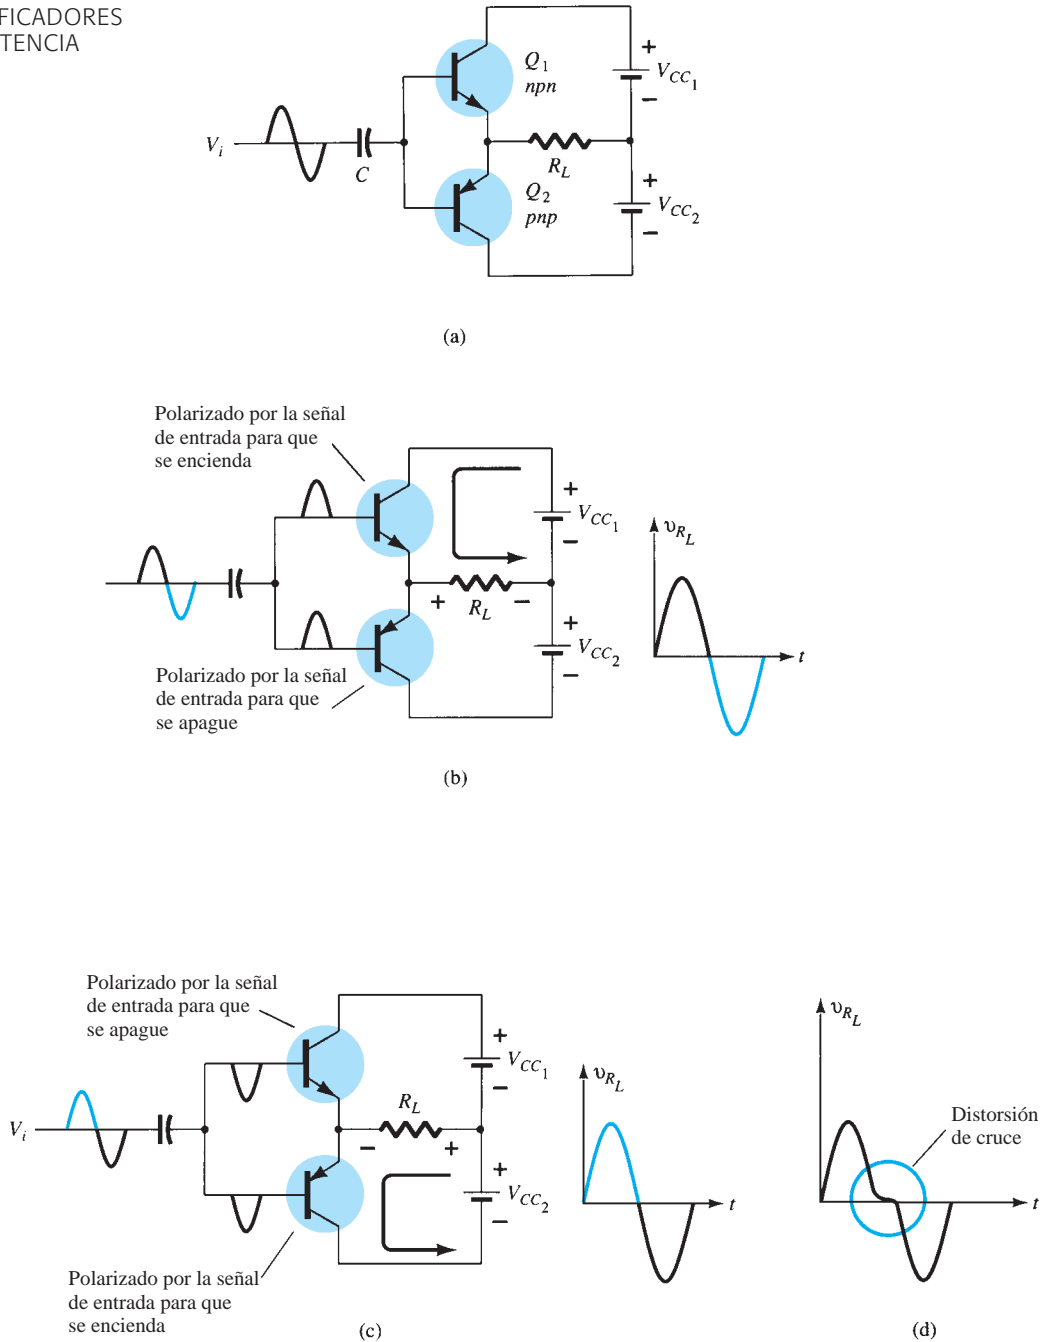 FICADORES
TENCIA
Q1
npn
+
VCC1
−
Vi
C
RL
Q2
pnp
+
VCC2
−
(a)
Polarizado por la señal
de entrada para que
se encienda
+
VCC1
−
+ RL −
+
VCC2
−
υRL
t
Polarizado por la señal
de entrada para que
se apague
(b)
Polarizado por la señal
de entrada para que
se apague
+
VCC1
−
Vi
RL
− +
+
VCC2
−
υRL
t
Polarizado por la señal
de entrada para que
se encienda
(c)
υRL
Distorsión
de cruce
t
(d)